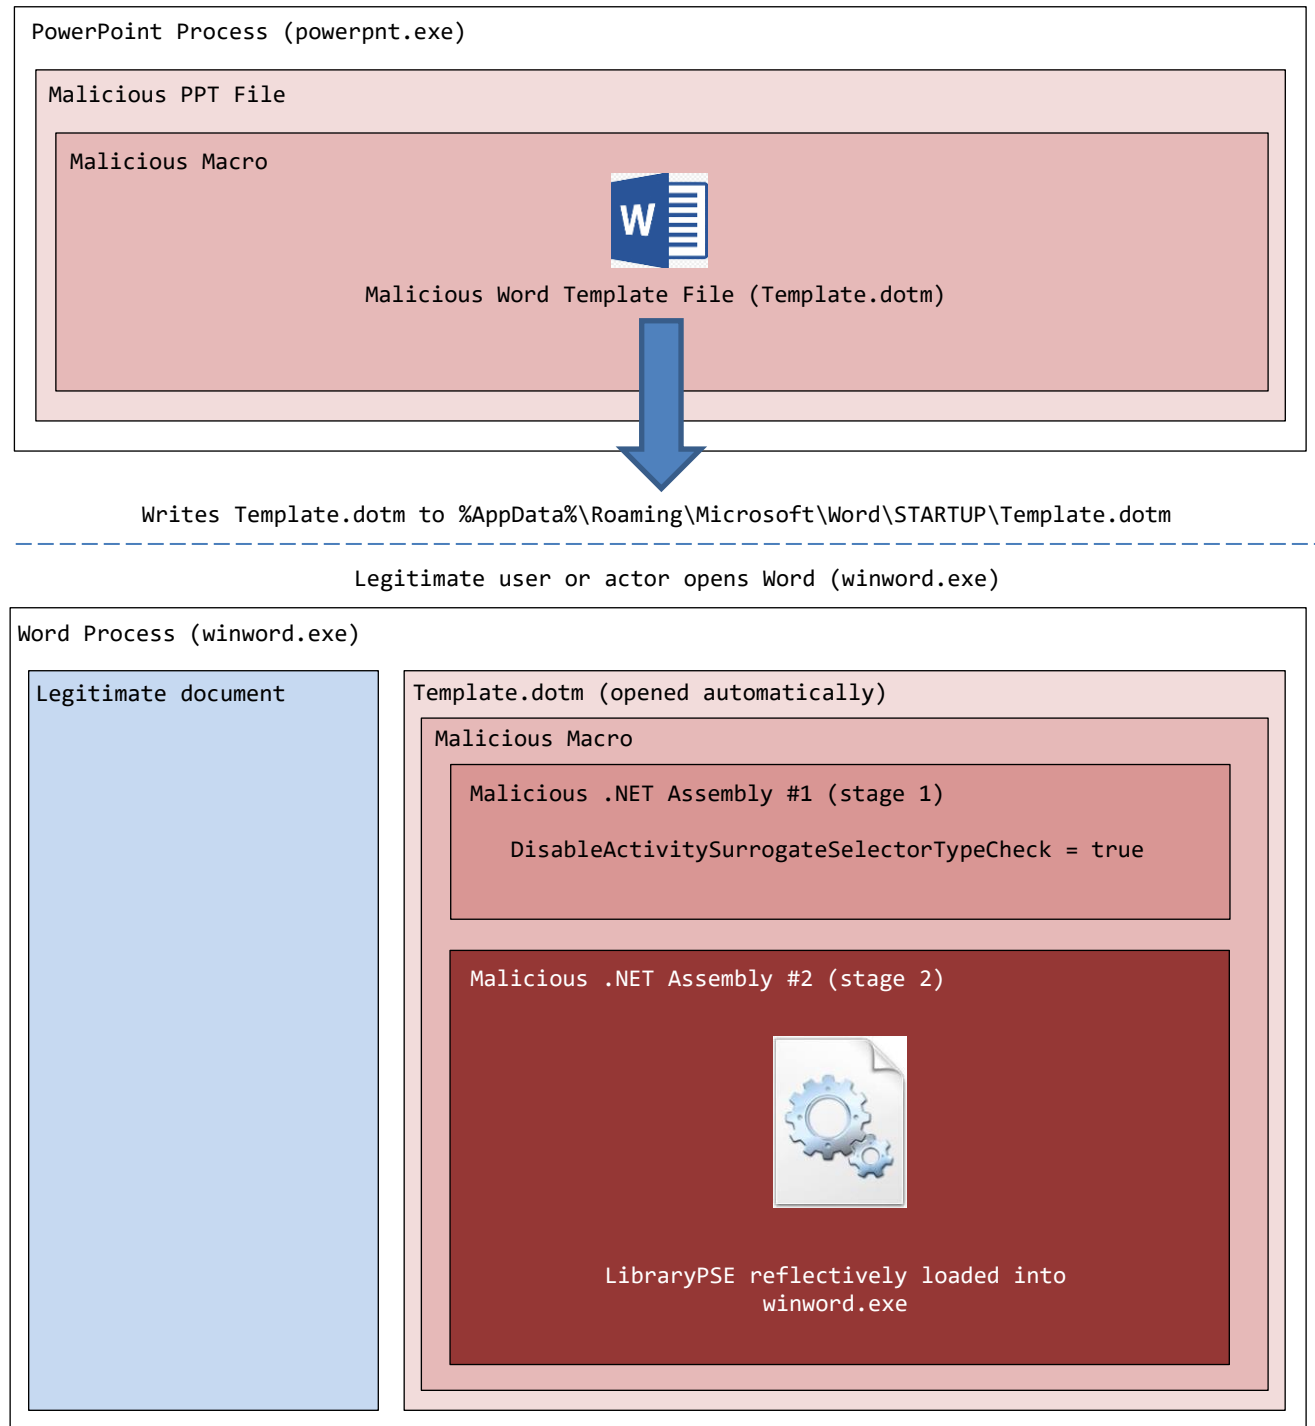 PowerPoint Process (powerpnt.exe)
Malicious PPT File
Malicious Macro
W
Malicious Word Template File (Template.dotm)
Writes Template.dotm to %AppData%\Roaming\Microsoft\Word\STARTUP\Template.dotm
Legitimate user or actor opens Word (winword.exe)
Word Process (winword.exe)
Legitimate document
Template.dotm (opened automatically)
Malicious Macro
Malicious .NET Assembly #1 (stage 1)
DisableActivitySurrogateSelectorTypeCheck = true
Malicious .NET Assembly #2 (stage 2)
LibraryPSE reflectively loaded into
winword.exe